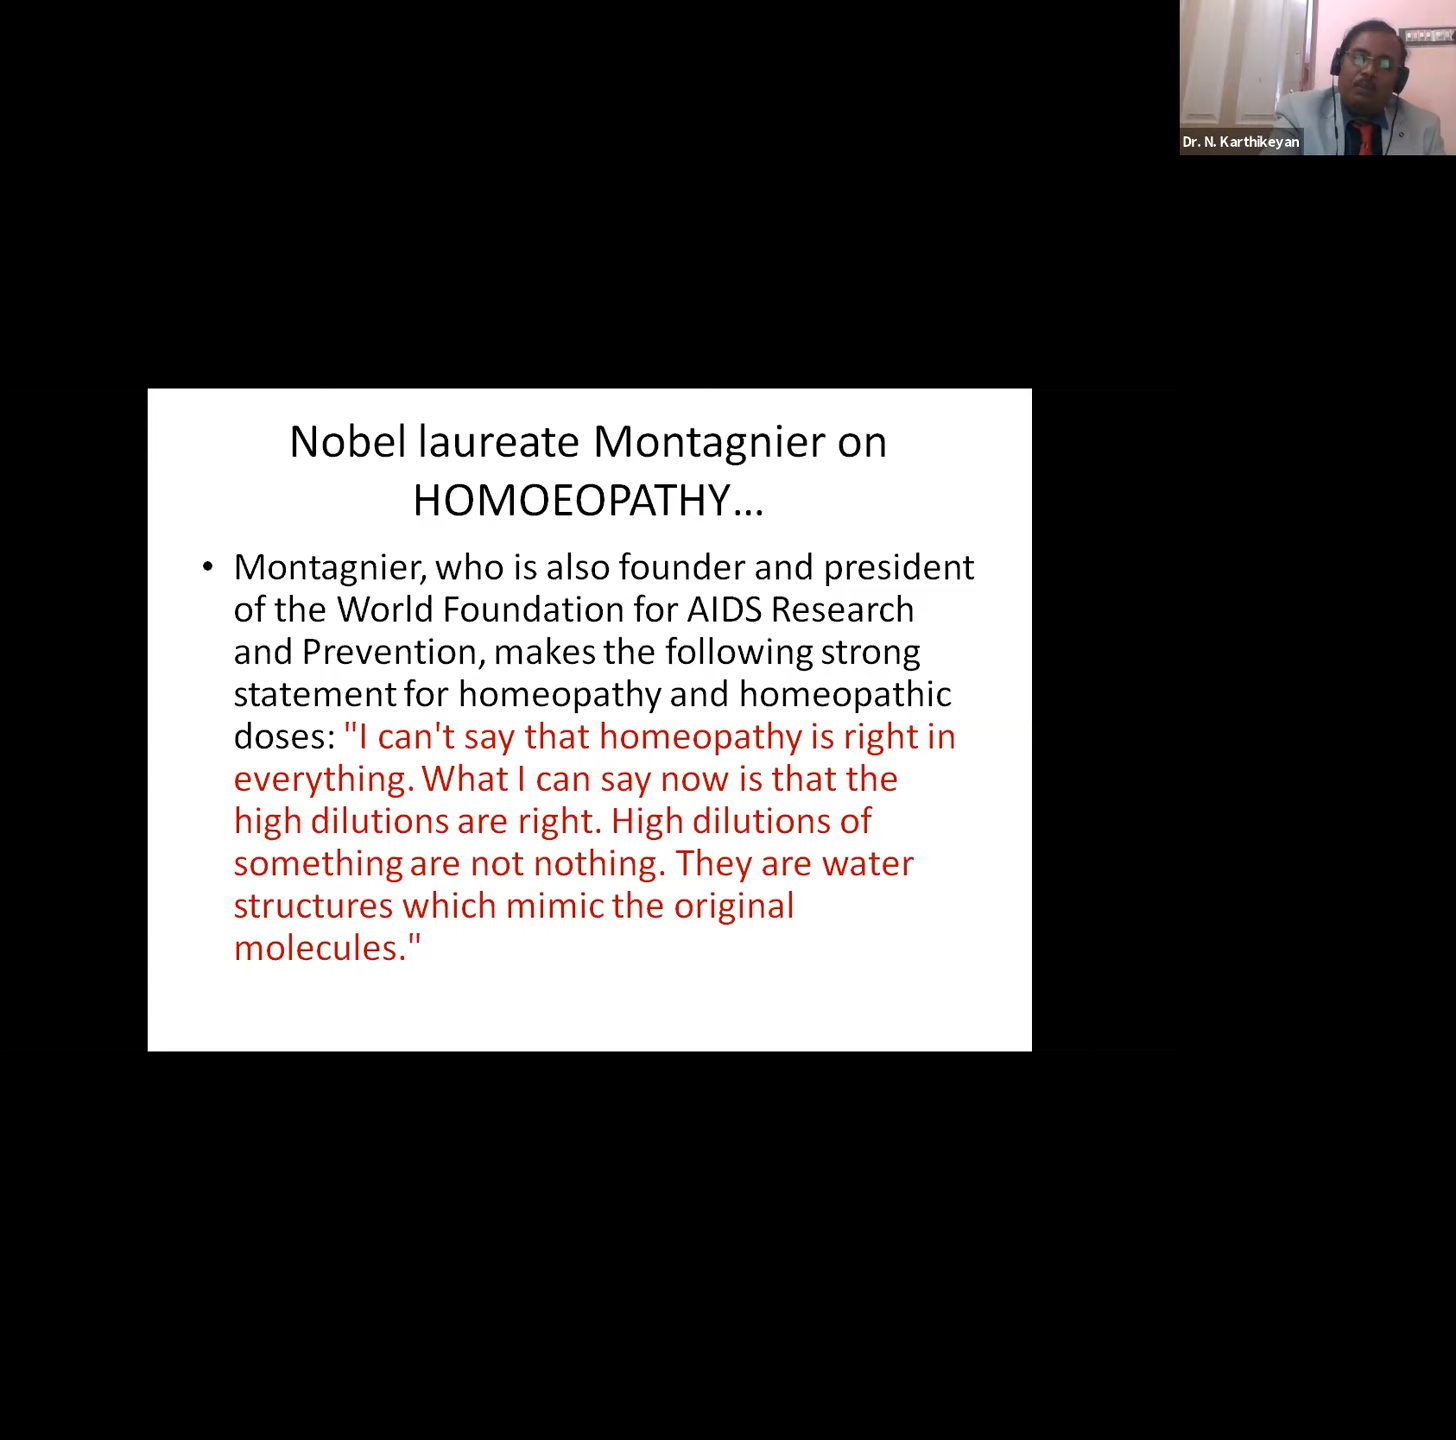 Dr. N. Karthikeyan
Nobel laureate Montagnier on
HOMOEOPATHY...
• Montagnier, who is also founder and president
of the World Foundation for AIDS Research
and Prevention, makes the following strong
statement for homeopathy and homeopathic
doses: "I can't say that homeopathy is right in
everything. What I can say now is that the
high dilutions are right. High dilutions of
something are not nothing. They are water
structures which mimic the original
molecules."